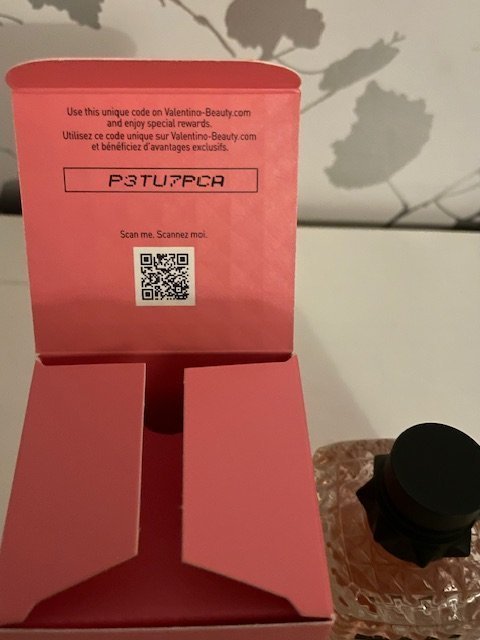 Use this unique code on Valentino-Beauty.com
and enjoy special rewards.
Utilisez ce code unique sur Valentino-Beauty.com
et bénéficiez d'avantages exclusifs.
P3TU7PCA
Scan me. Scannez moi.